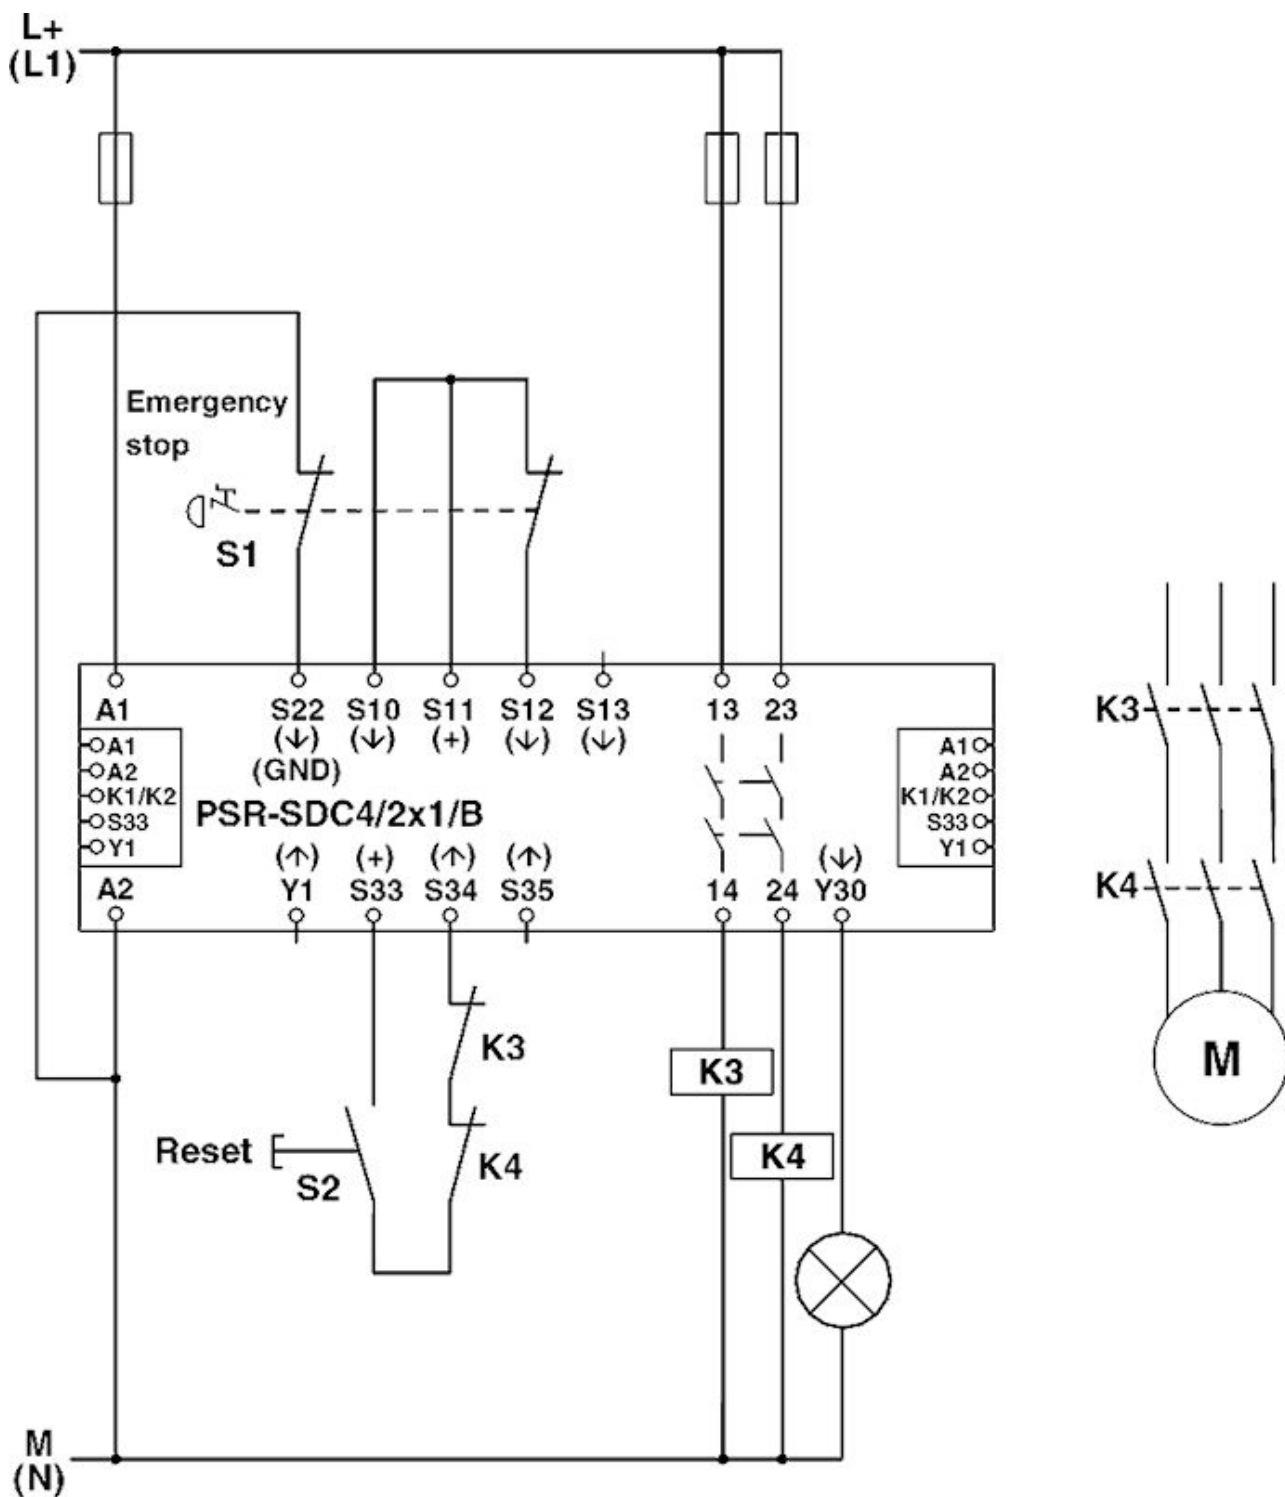 L+
(L1)
Emergency
stop
S1
A1 S22 S10 S11 S12 S13 13 23
(↓) (↓) (+) (↓) (↓)
(GND)
A1
A2
K1/K2
S33
Y1
PSR-SDC4/2x1/B
A1
A2
K1/K2
S33
Y1
(↑) (+) (↑) (↑) (↓)
A2 Y1 S33 S34 S35 14 24 Y30
K3
K4
M
K3
K3
Reset
S2
K4
K4
M
(N)